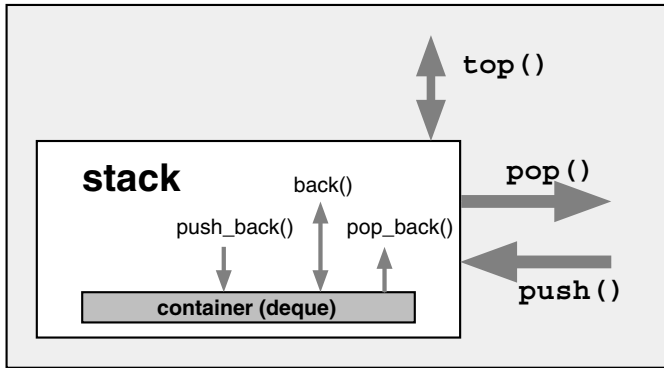 top()
stack
pop()
back()
push_back()
pop_back()
push()
container (deque)